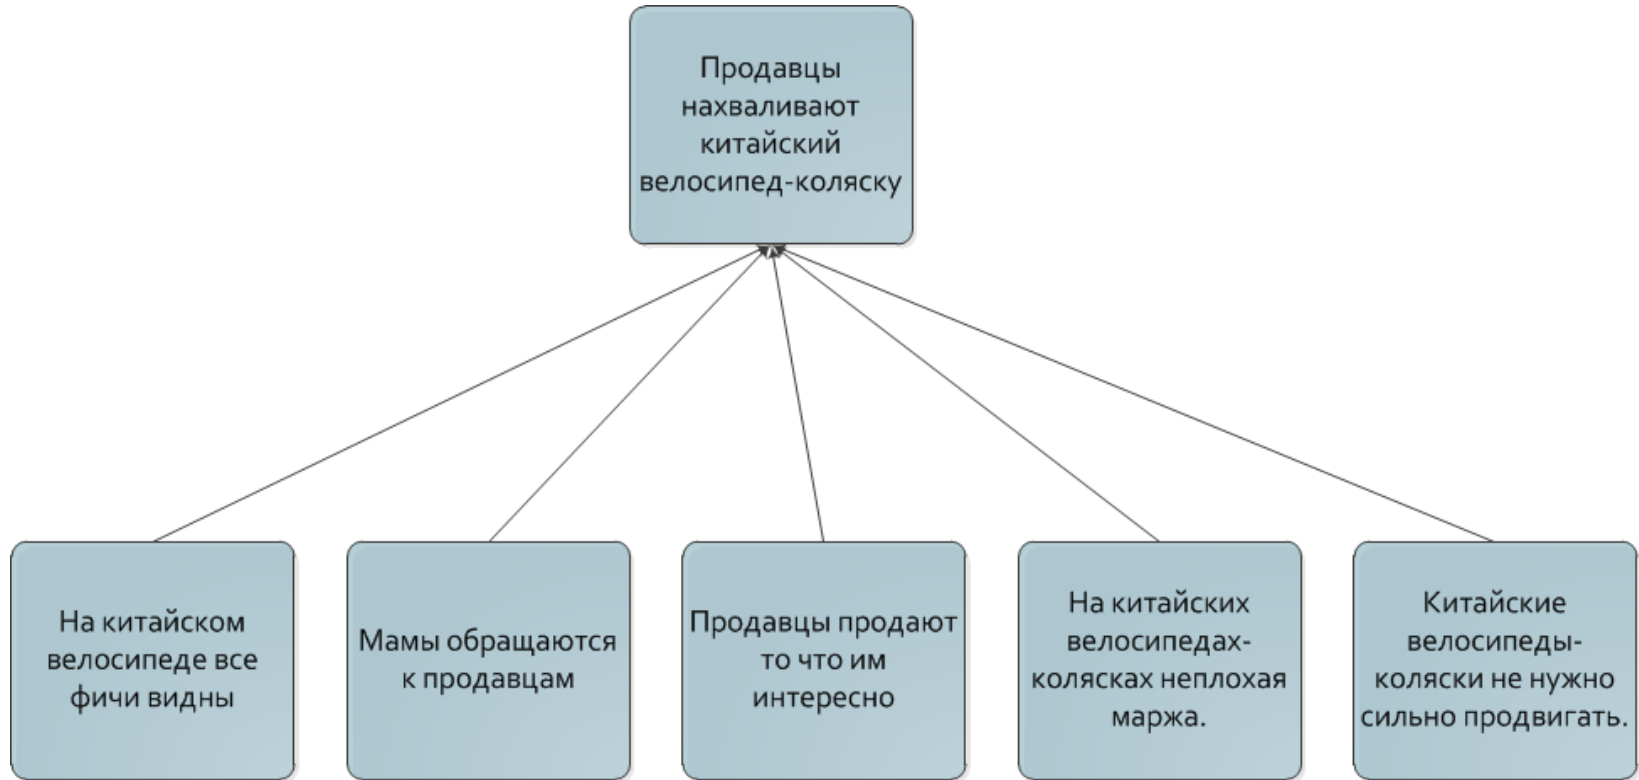 Продавцы
нахваливают
китайский
велосипед-коляску
На китайском
велосипеде все
фичи видны
Мамы обращаются
к продавцам
Продавцы продают
то что им
интересно
На китайских
велосипедах-
колясках неплохая
маржа.
Китайские
велосипеды-
коляски не нужно
сильно продвигать.